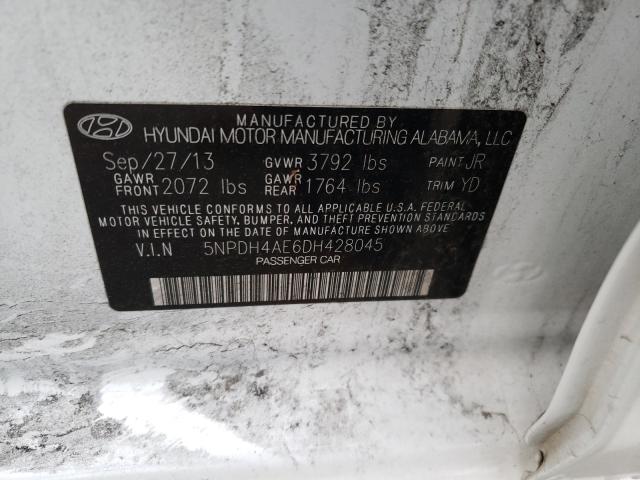 MANUFACTURED BY
HYUNDAI MOTOR MANUFACTURING ALABAMA, LLC
Sep/27/13 GVWR 3792 lbs PAINT JR
GAWR FRONT 2072 lbs GAWR REAR 1764 lbs TRIM YD
THIS VEHICLE CONFORMS TO ALL APPLICABLE U.S.A. FEDERAL
MOTOR VEHICLE SAFETY, BUMPER, AND THEFT PREVENTION STANDARDS
IN EFFECT ON THE DATE OF MANUFACTURE SHOWN ABOVE.
V.I.N 5NPDH4AE6DH428045
PASSENGER CAR